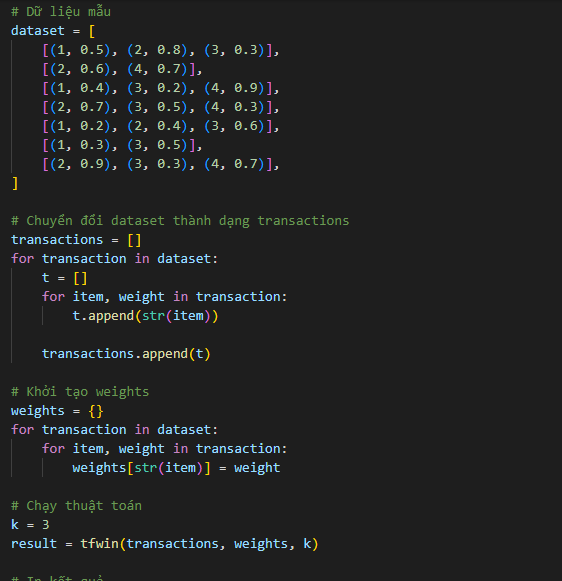 # Dữ liệu mẫu
dataset = [
    [(1, 0.5), (2, 0.8), (3, 0.3)],
    [(2, 0.6), (4, 0.7)],
    [(1, 0.4), (3, 0.2), (4, 0.9)],
    [(2, 0.7), (3, 0.5), (4, 0.3)],
    [(1, 0.2), (2, 0.4), (3, 0.6)],
    [(1, 0.3), (3, 0.5)],
    [(2, 0.9), (3, 0.3), (4, 0.7)],
]
# Chuyển đổi dataset thành dạng transactions
transactions = []
for transaction in dataset:
    t = []
    for item, weight in transaction:
        t.append(str(item))
    transactions.append(t)
# Khởi tạo weights
weights = {}
for transaction in dataset:
    for item, weight in transaction:
        weights[str(item)] = weight
# Chạy thuật toán
k = 3
result = tfwin(transactions, weights, k)
# In kết quả